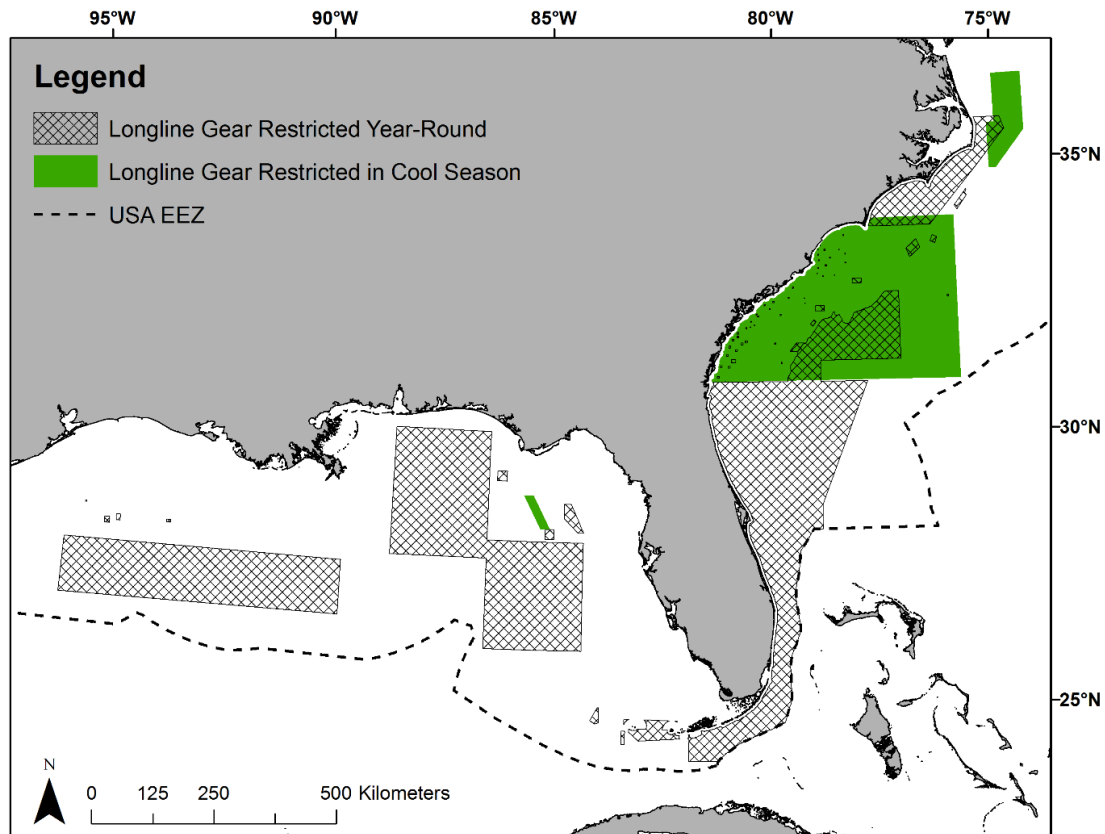 95°W 90°W 85°W 80°W 75°W
Legend
Longline Gear Restricted Year-Round
Longline Gear Restricted in Cool Season
USA EEZ
35°N
30°N
25°N
N
0 125 250 500 Kilometers